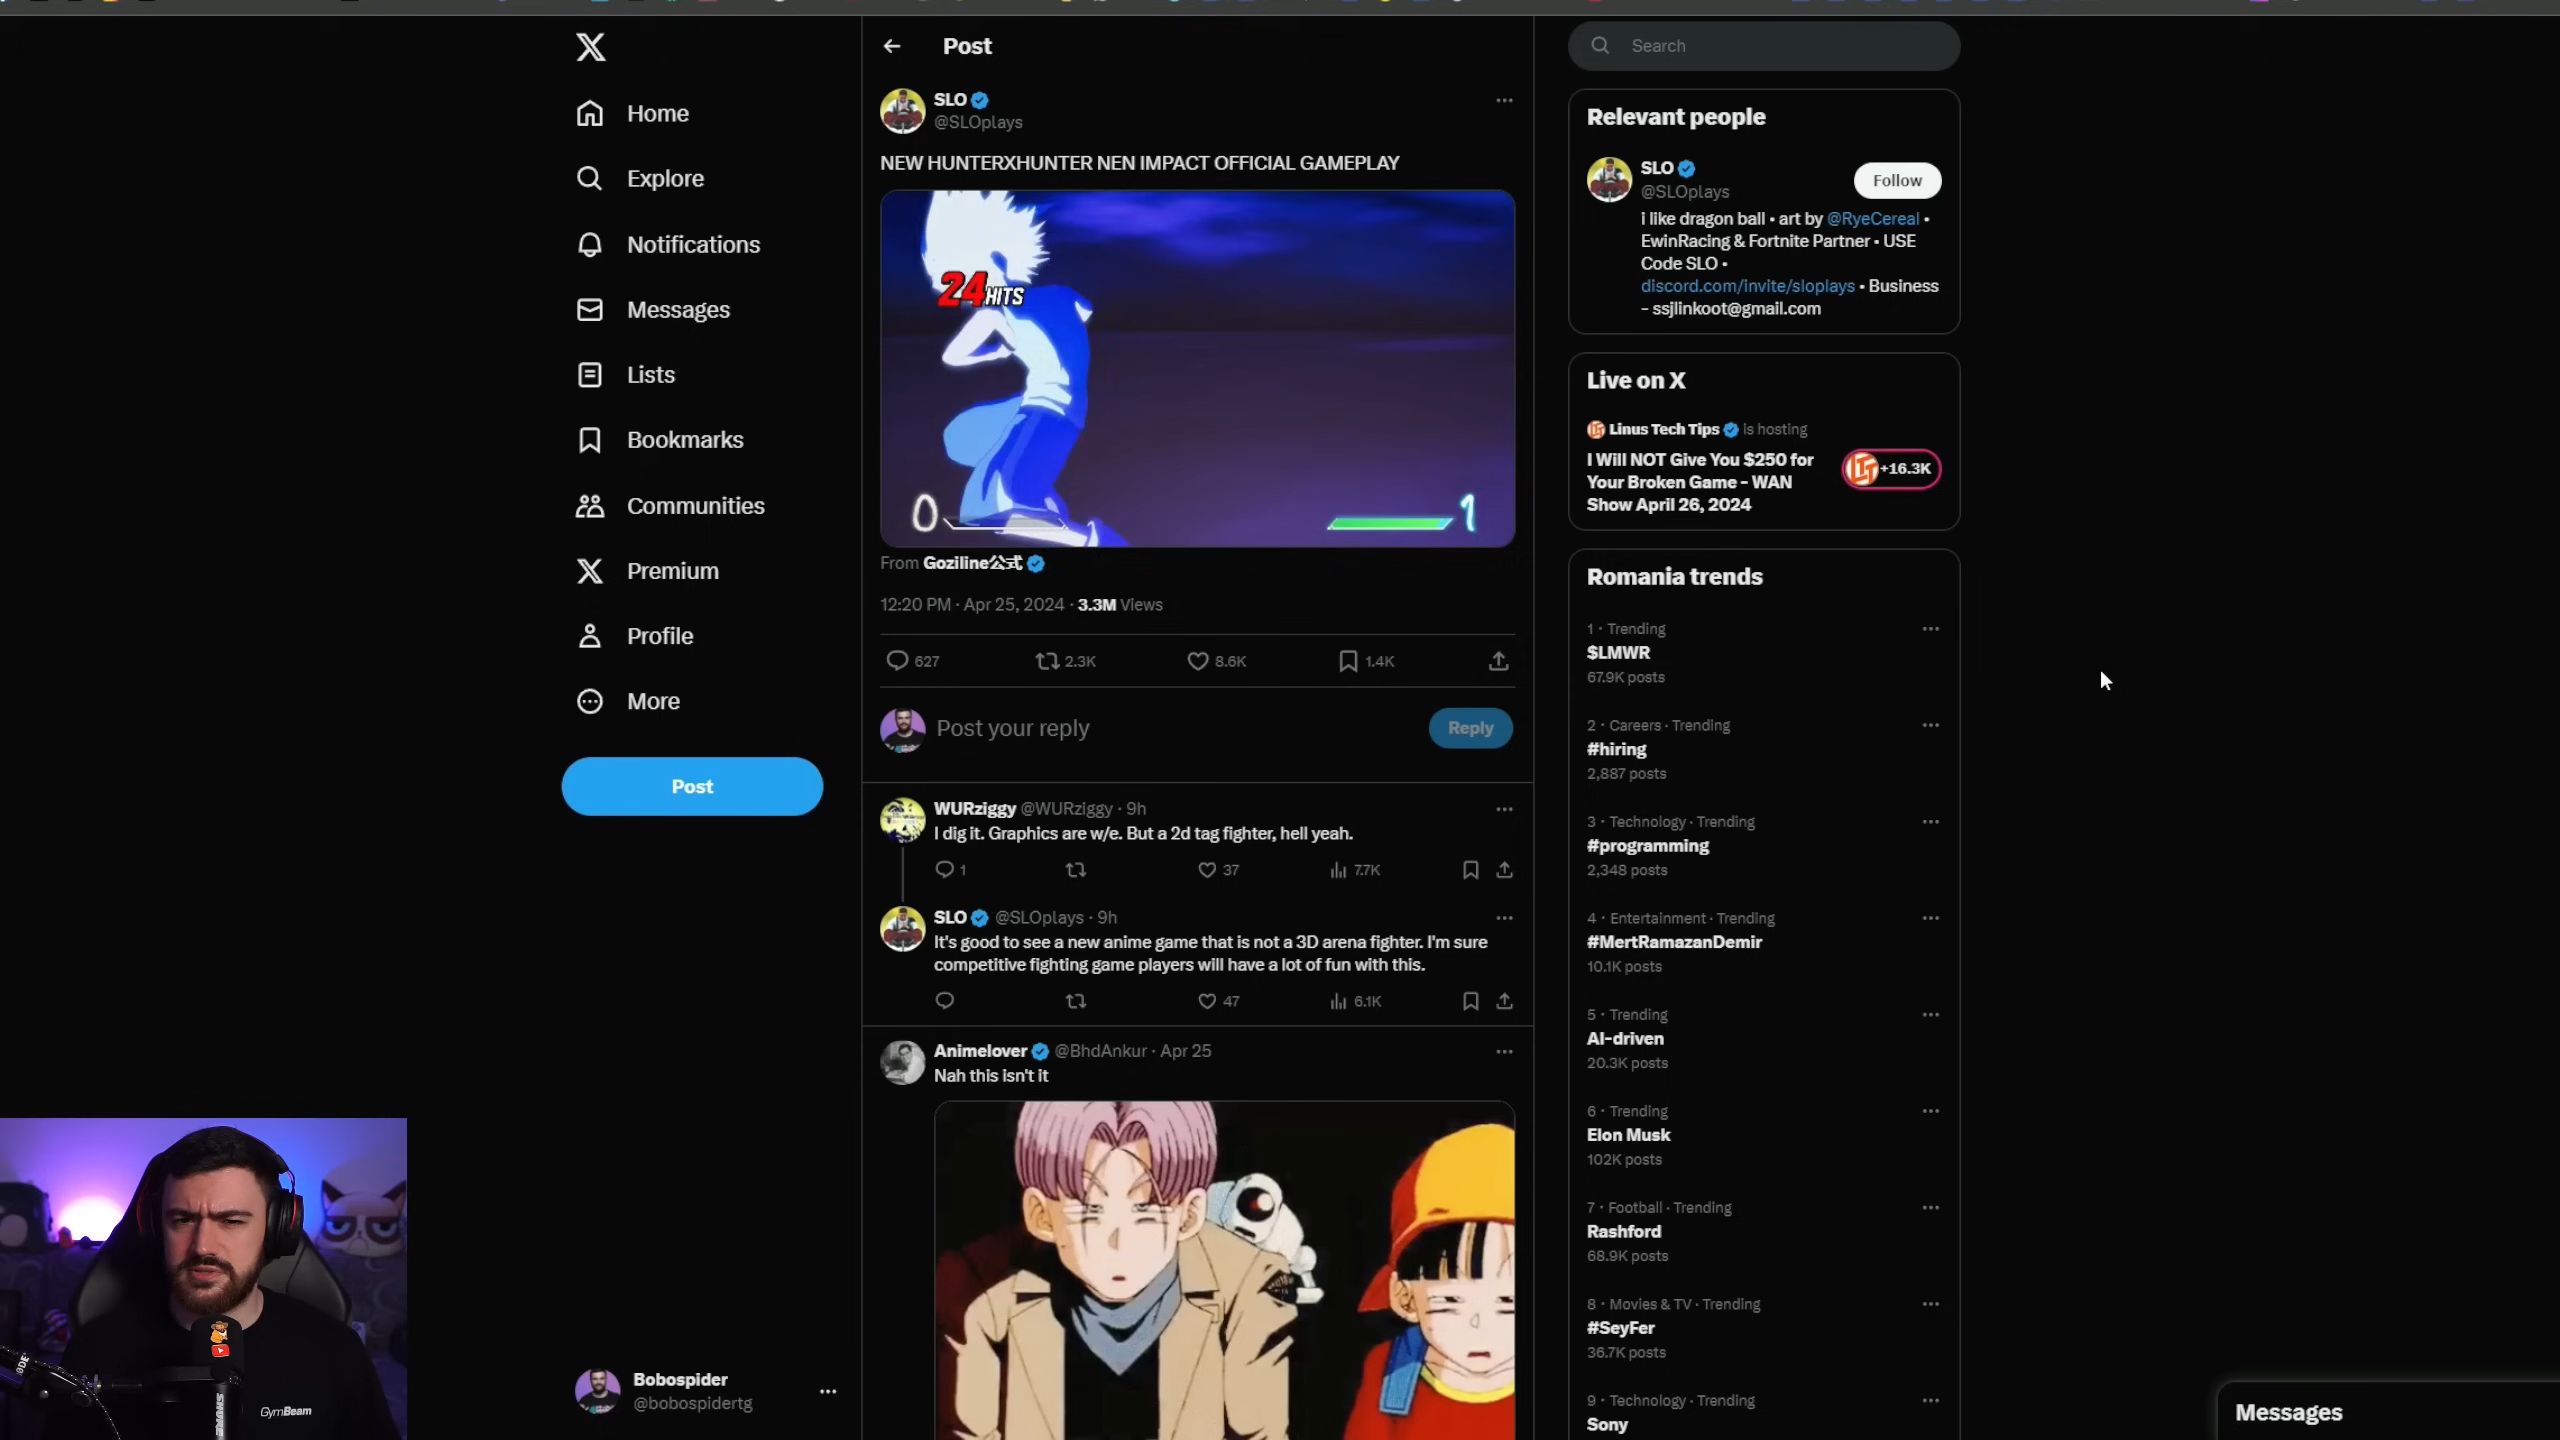 Home
Explore
Notifications
Messages
Lists
Bookmarks
Communities
Premium
Profile
More
Post
Bobospider
@bobospidertg
Post
SLO
@SLOplays
NEW HUNTERXHUNTER NEN IMPACT OFFICIAL GAMEPLAY
24 HITS
0
1
From Goziline公式
12:20 PM · Apr 25, 2024 · 3.3M Views
627
2.3K
8.6K
1.4K
Post your reply
Reply
WURziggy @WURziggy · 9h
I dig it. Graphics are w/e. But a 2d tag fighter, hell yeah.
1
37
7.7K
SLO @SLOplays · 9h
It's good to see a new anime game that is not a 3D arena fighter. I'm sure
competitive fighting game players will have a lot of fun with this.
47
6.1K
Animelover @BhdAnkur · Apr 25
Nah this isn't it
Search
Relevant people
SLO
@SLOplays
Follow
i like dragon ball • art by @RyeCereal •
EwinRacing & Fortnite Partner • USE
Code SLO •
discord.com/invite/sloplays • Business
- ssjlinkoot@gmail.com
Live on X
Linus Tech Tips is hosting
I Will NOT Give You $250 for
Your Broken Game - WAN
Show April 26, 2024
+16.3K
Romania trends
1 · Trending
$LMWR
67.9K posts
2 · Careers · Trending
#hiring
2,887 posts
3 · Technology · Trending
#programming
2,348 posts
4 · Entertainment · Trending
#MertRamazanDemir
10.1K posts
5 · Trending
AI-driven
20.3K posts
6 · Trending
Elon Musk
102K posts
7 · Football · Trending
Rashford
68.9K posts
8 · Movies & TV · Trending
#SeyFer
36.7K posts
9 · Technology · Trending
Sony
Messages
GymBeam
SHURE